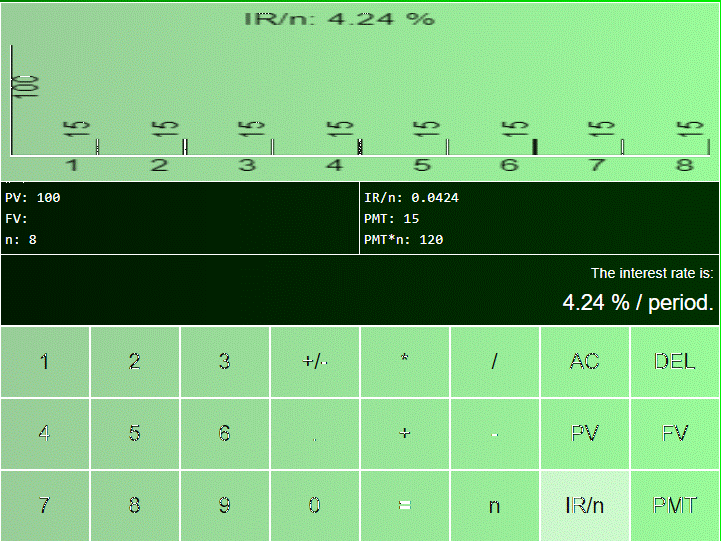 IR/n: 4.24 %
100
15 15 15 15 15 15 15 15
1 2 3 4 5 6 7 8
PV: 100
FV:
n: 8
IR/n: 0.0424
PMT: 15
PMT*n: 120
The interest rate is:
4.24 % / period.
1 2 3 +/- * / AC DEL
4 5 6 . + - PV FV
7 8 9 0 = n IR/n PMT